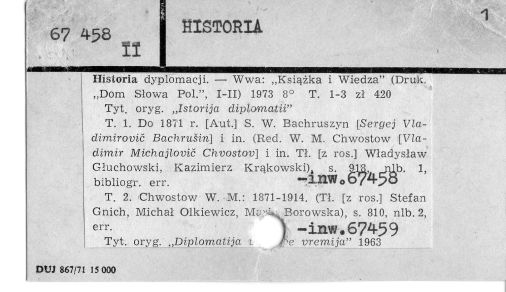 67 458
II
HISTORIA
1
Historia dyplomacji. — Wwa: „Książka i Wiedza" (Druk.
„Dom Słowa Pol.", I-II) 1973 8° T. 1-3 zł 420
Tyt. oryg. „Istorija diplomatii"
T. 1. Do 1871 r. [Aut.] S. W. Bachruszyn [Sergej Vla-
dimirovič Bachrušin] i in. (Red. W. M. Chwostow [Vla-
dimir Michajlovič Chvostov] i in. Tł. [z ros.] Władysław
Głuchowski, Kazimierz Krąkowski), s. 918, nlb. 1,
bibliogr. err.
-inw.67458
T. 2. Chwostow W. M.: 1871-1914. (Tł. [z ros.] Stefan
Gnich, Michał Olkiewicz, Borowska), s. 810, nlb. 2,
err.
-inw.67459
Tyt. oryg. „Diplomatija vremija" 1963
DUJ 867/71 15 000